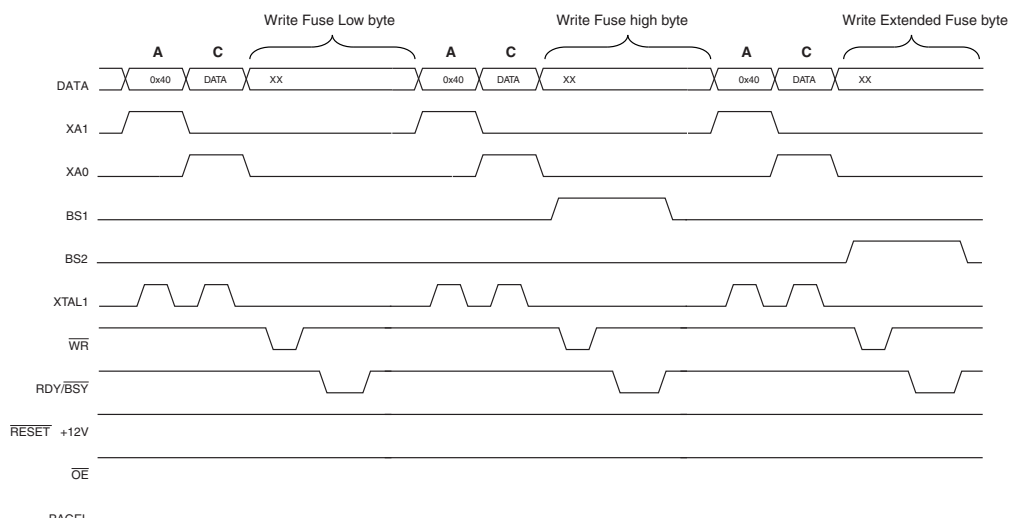 Write Fuse Low byte Write Fuse high byte Write Extended Fuse byte
A C A C A C
DATA 0x40 DATA XX 0x40 DATA XX 0x40 DATA XX
XA1
XA0
BS1
BS2
XTAL1
WR
RDY/BSY
RESET +12V
OE
PAGEL